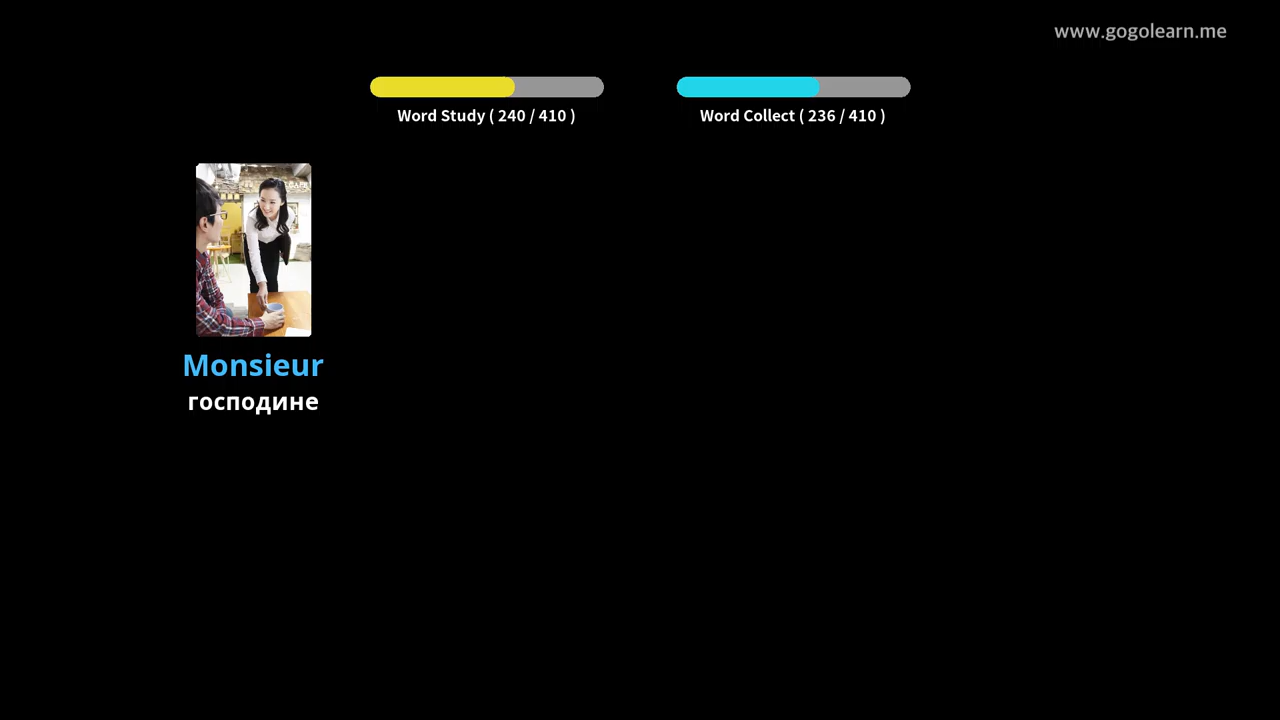 www.gogolearn.me
Word Study ( 240 / 410 )
Word Collect ( 236 / 410 )
Monsieur
господине